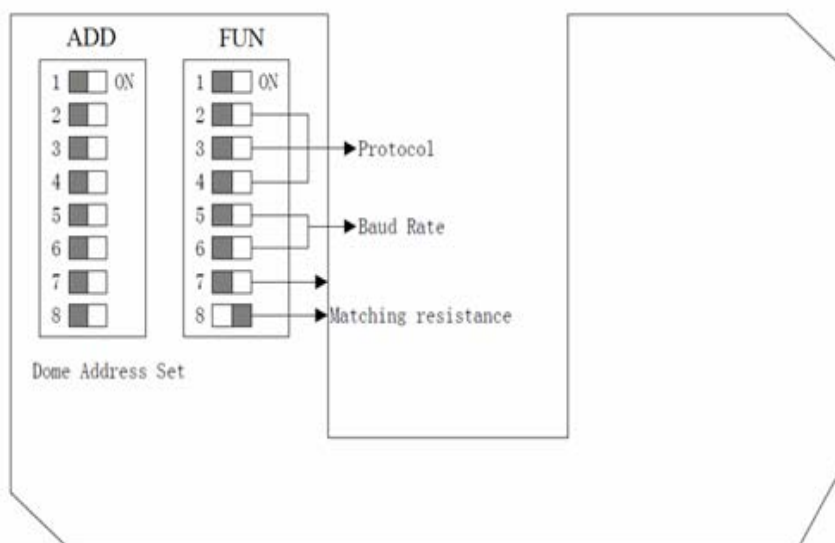 ADD FUN
1 ON 1 ON
2 2
3 3 Protocol
4 4
5 5 Baud Rate
6 6
7 7
8 8 Matching resistance
Dome Address Set